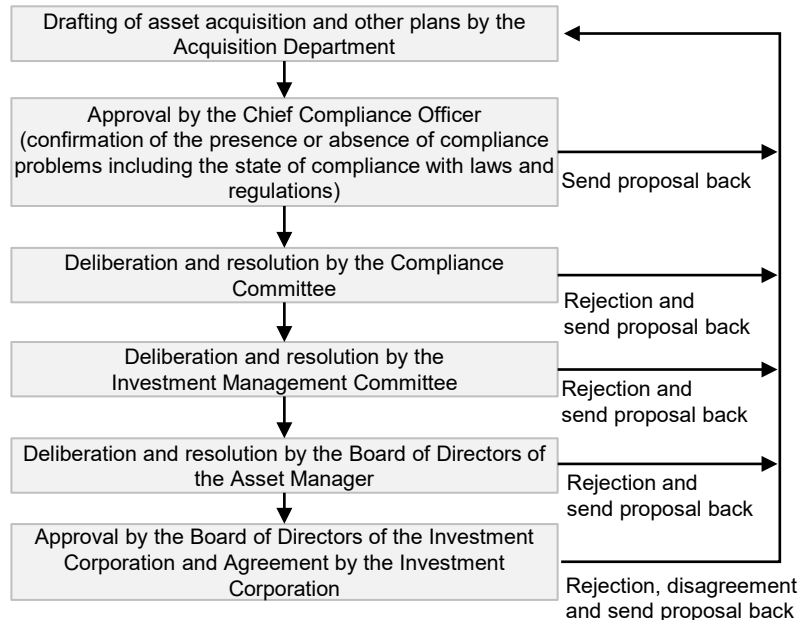 Drafting of asset acquisition and other plans by the
Acquisition Department
Approval by the Chief Compliance Officer
(confirmation of the presence or absence of compliance
problems including the state of compliance with laws and
regulations)
Send proposal back
Deliberation and resolution by the Compliance
Committee
Rejection and
send proposal back
Deliberation and resolution by the
Investment Management Committee
Rejection and
send proposal back
Deliberation and resolution by the Board of Directors of
the Asset Manager
Rejection and
send proposal back
Approval by the Board of Directors of the Investment
Corporation and Agreement by the Investment
Corporation
Rejection, disagreement
and send proposal back